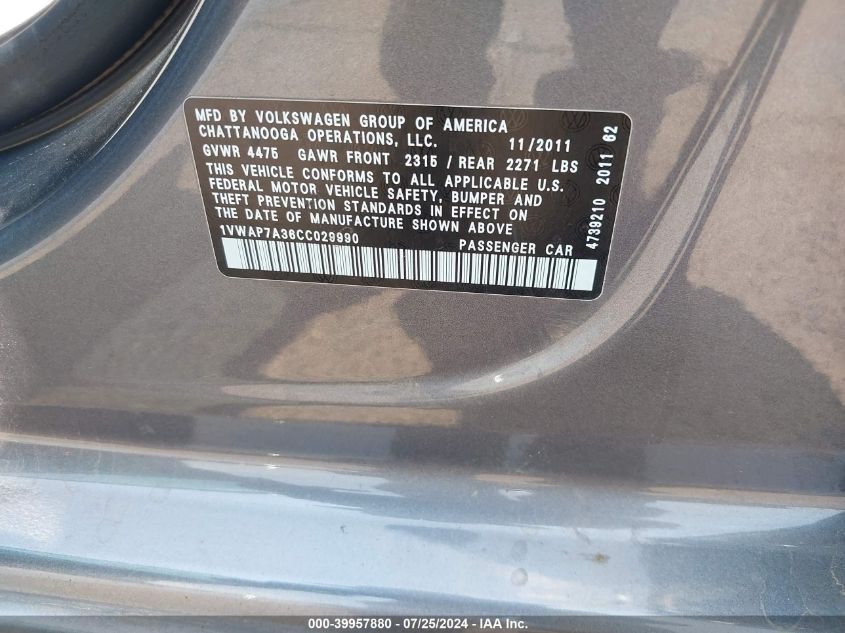 MFD BY VOLKSWAGEN GROUP OF AMERICA
CHATTANOOGA OPERATIONS, LLC. 11/2011
GVWR 4475 GAWR FRONT 2315 / REAR 2271 LBS
THIS VEHICLE CONFORMS TO ALL APPLICABLE U.S.
FEDERAL MOTOR VEHICLE SAFETY, BUMPER AND
THEFT PREVENTION STANDARDS IN EFFECT ON
THE DATE OF MANUFACTURE SHOWN ABOVE
1VWAP7A36CC029990 PASSENGER CAR
4739210 2011 62
000-39957880 - 07/25/2024 - IAA Inc.